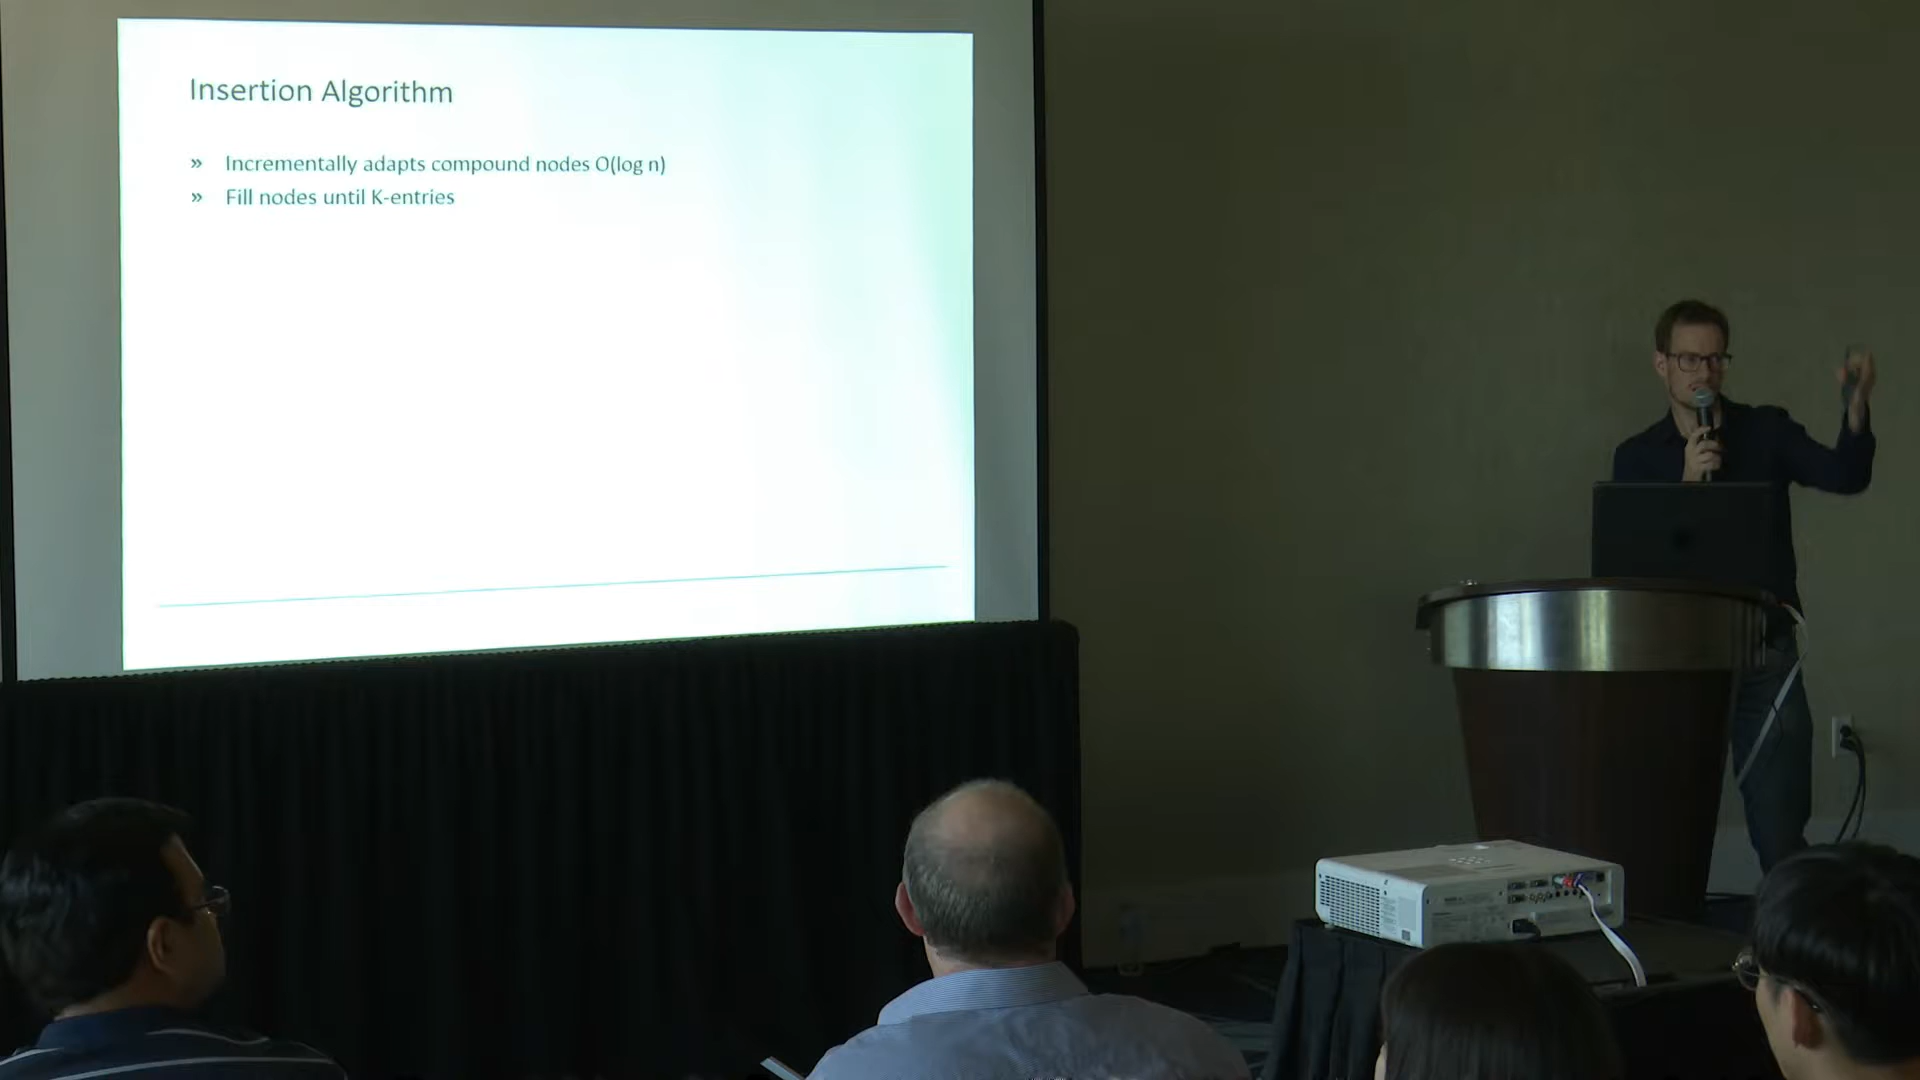 Insertion Algorithm
» Incrementally adapts compound nodes O(log n)
» Fill nodes until K-entries